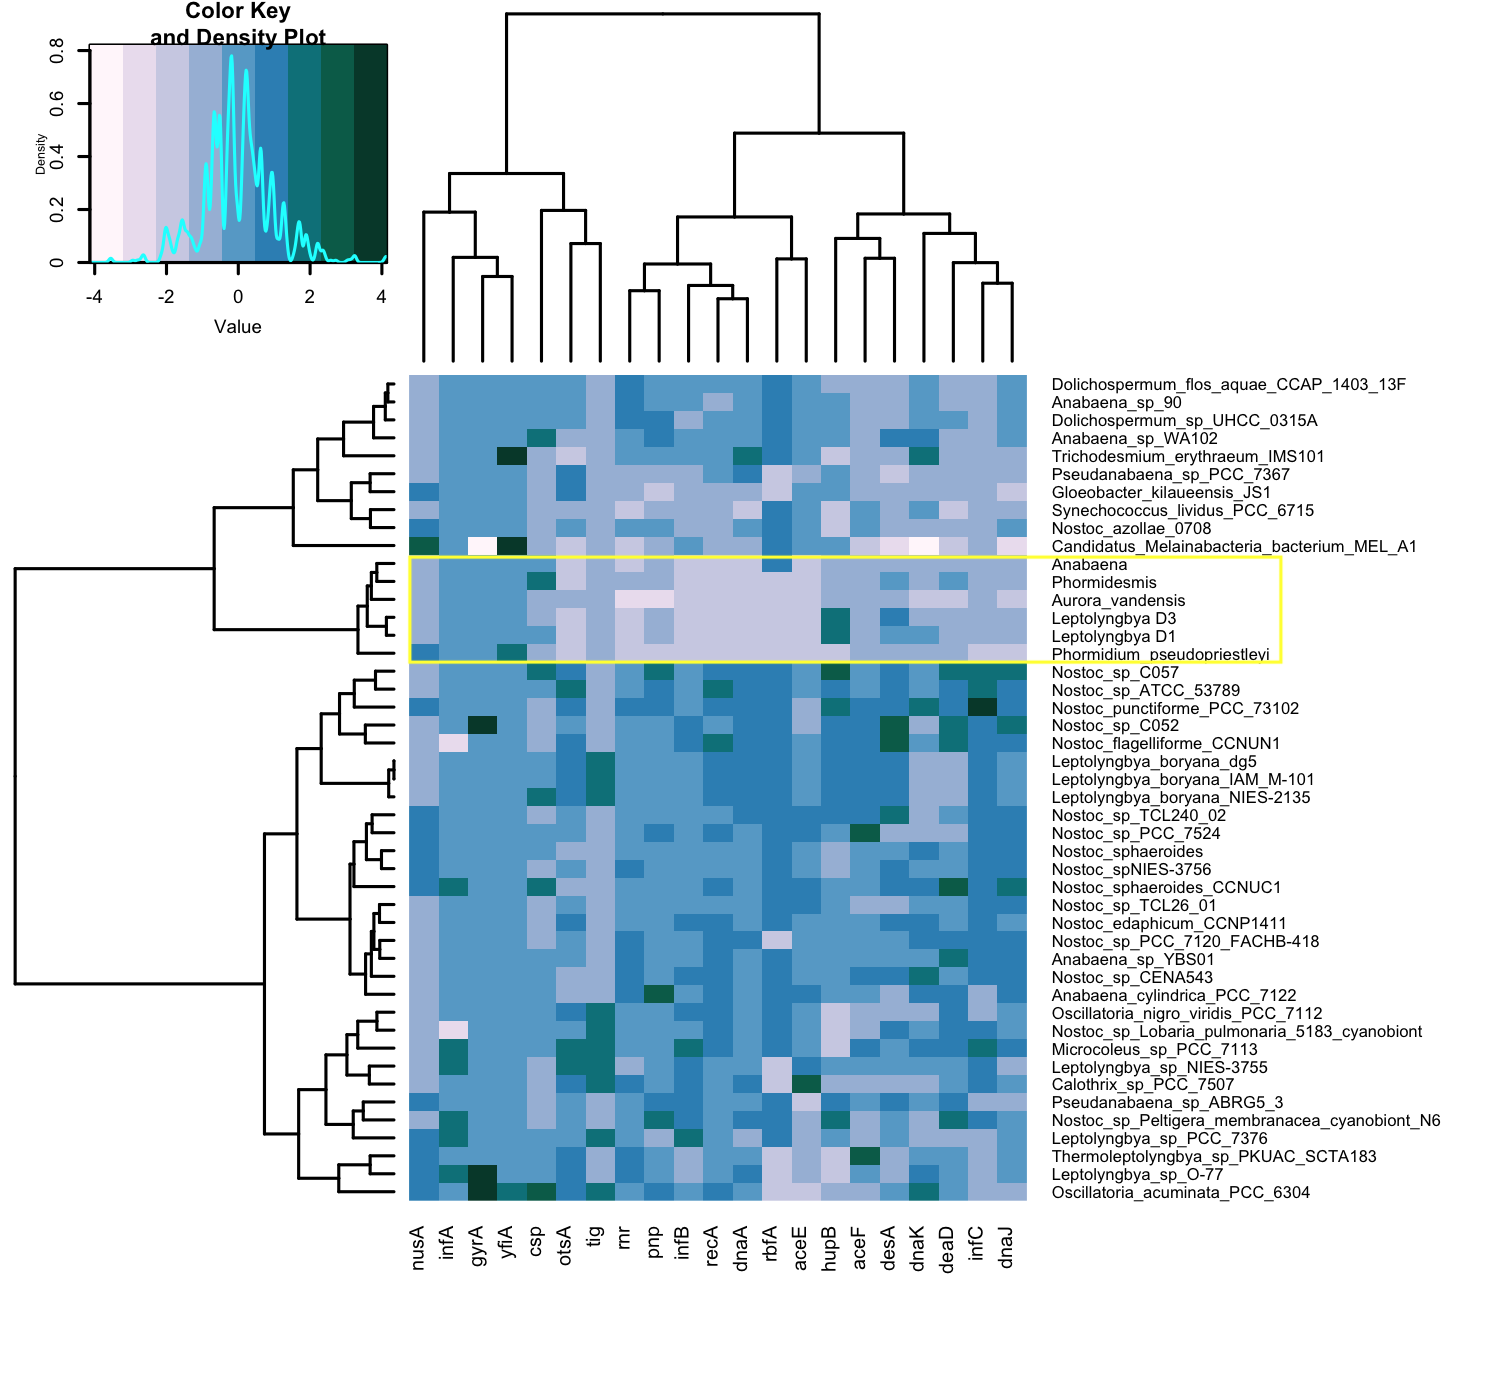 Color Key
and Density Plot
Density
0
0.2
0.4
0.6
0.8
-4
-2
0
2
4
Value
Dolichospermum_flos_aquae_CCAP_1403_13F
Anabaena_sp_90
Dolichospermum_sp_UHCC_0315A
Anabaena_sp_WA102
Trichodesmium_erythraeum_IMS101
Pseudanabaena_sp_PCC_7367
Gloeobacter_kilaueensis_JS1
Synechococcus_lividus_PCC_6715
Nostoc_azollae_0708
Candidatus_Melainabacteria_bacterium_MEL_A1
Anabaena
Phormidesmis
Aurora_vandensis
Leptolyngbya D3
Leptolyngbya D1
Phormidium_pseudopriestleyi
Nostoc_sp_C057
Nostoc_sp_ATCC_53789
Nostoc_punctiforme_PCC_73102
Nostoc_sp_C052
Nostoc_flagelliforme_CCNUN1
Leptolyngbya_boryana_dg5
Leptolyngbya_boryana_IAM_M-101
Leptolyngbya_boryana_NIES-2135
Nostoc_sp_TCL240_02
Nostoc_sp_PCC_7524
Nostoc_sphaeroides
Nostoc_spNIES-3756
Nostoc_sphaeroides_CCNUC1
Nostoc_sp_TCL26_01
Nostoc_edaphicum_CCNP1411
Nostoc_sp_PCC_7120_FACHB-418
Anabaena_sp_YBS01
Nostoc_sp_CENA543
Anabaena_cylindrica_PCC_7122
Oscillatoria_nigro_viridis_PCC_7112
Nostoc_sp_Lobaria_pulmonaria_5183_cyanobiont
Microcoleus_sp_PCC_7113
Leptolyngbya_sp_NIES-3755
Calothrix_sp_PCC_7507
Pseudanabaena_sp_ABRG5_3
Nostoc_sp_Peltigera_membranacea_cyanobiont_N6
Leptolyngbya_sp_PCC_7376
Thermoleptolyngbya_sp_PKUAC_SCTA183
Leptolyngbya_sp_O-77
Oscillatoria_acuminata_PCC_6304
nusA
infA
gyrA
yfiA
csp
otsA
tig
rnr
pnp
infB
recA
dnaA
rbfA
aceE
hupB
aceF
desA
dnaK
deaD
infC
dnaJ